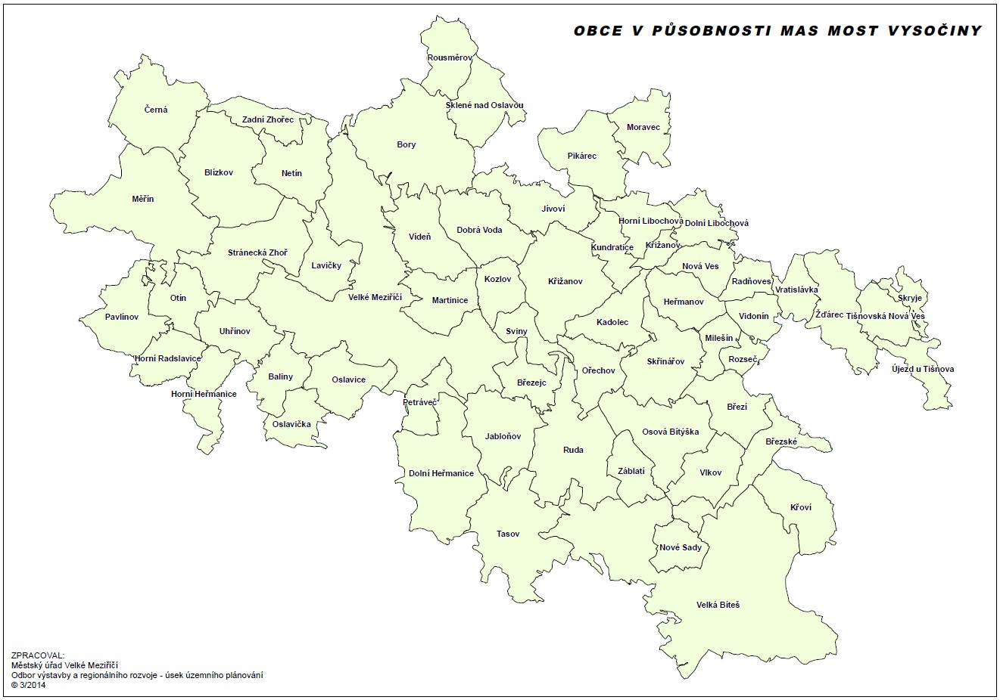 OBCE V PŮSOBNOSTI MAS MOST VYSOČINY
Rousměrov
Sklené nad Oslavou
Černá
Zadní Zhořec
Moravec
Bory
Pikárec
Blízkov
Netín
Měřín
Jívoví
Horní Libochová
Dolní Libochová
Dobrá Voda
Videň
Kundratice
Křižanov
Stránecká Zhoř
Lavičky
Nová Ves
Kozlov
Křižanov
Radňoves
Vratislávka
Otín
Velké Meziříčí
Martinice
Heřmanov
Skryje
Pavlínov
Vidonín
Žďárec
Tišnovská Nová Ves
Kadolec
Uhřínov
Sviny
Milešín
Horní Radslavice
Rozseč
Skřinářov
Ořechov
Újezd u Tišnova
Baliny
Oslavice
Březejc
Horní Heřmanice
Petráveč
Březí
Oslavička
Jabloňov
Osová Bítýška
Březské
Ruda
Dolní Heřmanice
Záblatí
Vlkov
Křoví
Tasov
Nové Sady
Velká Bíteš
ZPRACOVAL:
Městský úřad Velké Meziříčí
Odbor výstavby a regionálního rozvoje - úsek územního plánování
© 3/2014